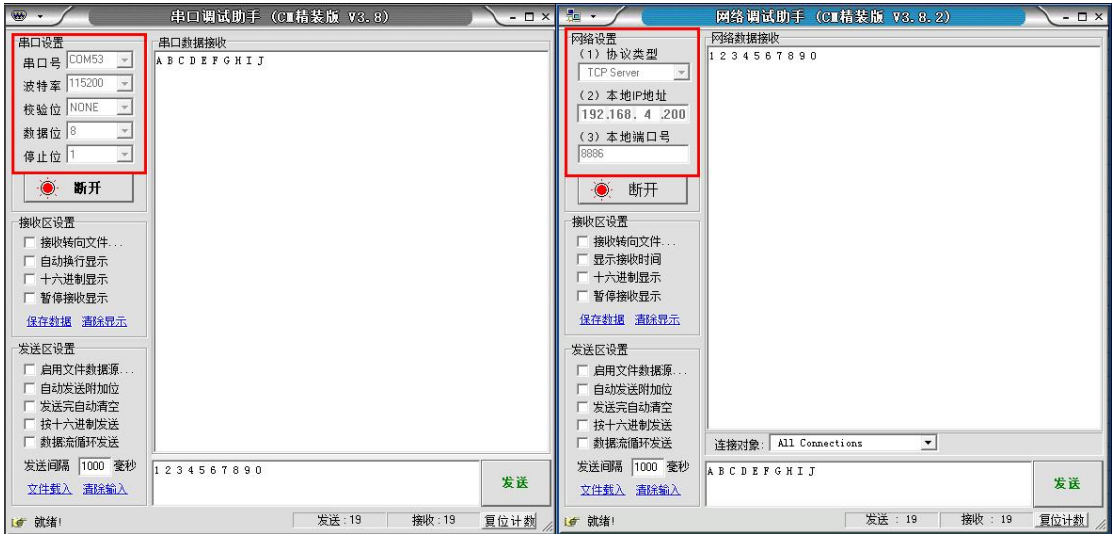 串口调试助手 (CⅢ精装版 V3.8)
串口设置
串口号 COM53
波特率 115200
校验位 NONE
数据位 8
停止位 1
断开
接收区设置
接收转向文件...
自动换行显示
十六进制显示
暂停接收显示
保存数据 清除显示
发送区设置
启用文件数据源...
自动发送附加位
发送完自动清空
按十六进制发送
数据流循环发送
发送间隔 1000 毫秒
文件载入 清除输入
串口数据接收
A B C D E F G H I J
1 2 3 4 5 6 7 8 9 0
发送
就绪! 发送:19 接收:19 复位计数
网络调试助手 (CⅢ精装版 V3.8.2)
网络设置
(1) 协议类型
TCP Server
(2) 本地IP地址
192.168. 4 .200
(3) 本地端口号
8886
断开
接收区设置
接收转向文件...
显示接收时间
十六进制显示
暂停接收显示
保存数据 清除显示
发送区设置
启用文件数据源...
自动发送附加位
发送完自动清空
按十六进制发送
数据流循环发送
发送间隔 1000 毫秒
文件载入 清除输入
网络数据接收
1 2 3 4 5 6 7 8 9 0
连接对象: All Connections
A B C D E F G H I J
发送
就绪! 发送 : 19 接收 : 19 复位计数